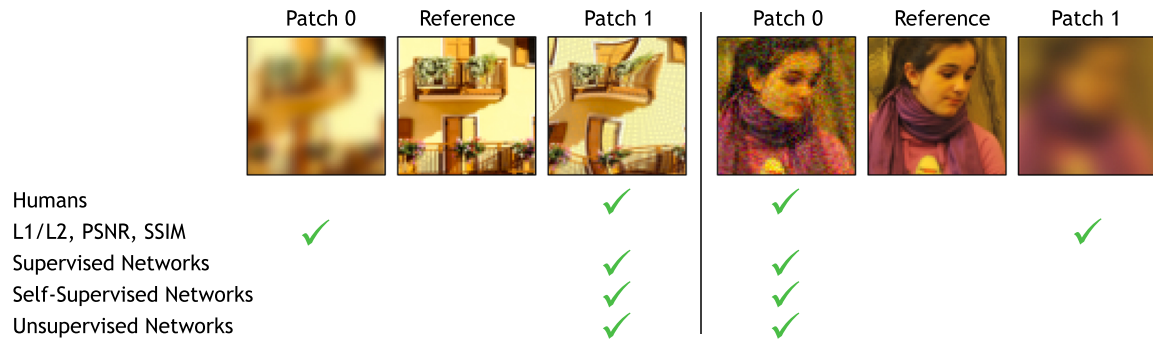 Patch 0 Reference Patch 1 Patch 0 Reference Patch 1
Humans
L1/L2, PSNR, SSIM
Supervised Networks
Self-Supervised Networks
Unsupervised Networks